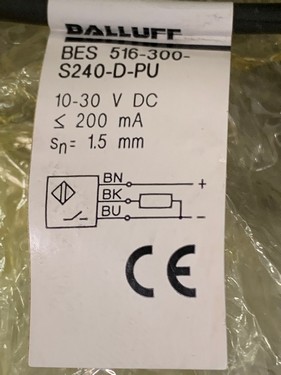 BALLUFF
BES 516-300-
S240-D-PU
10-30 V DC
≤ 200 mA
sn= 1.5 mm
BN
+
BK
BU
-
CE